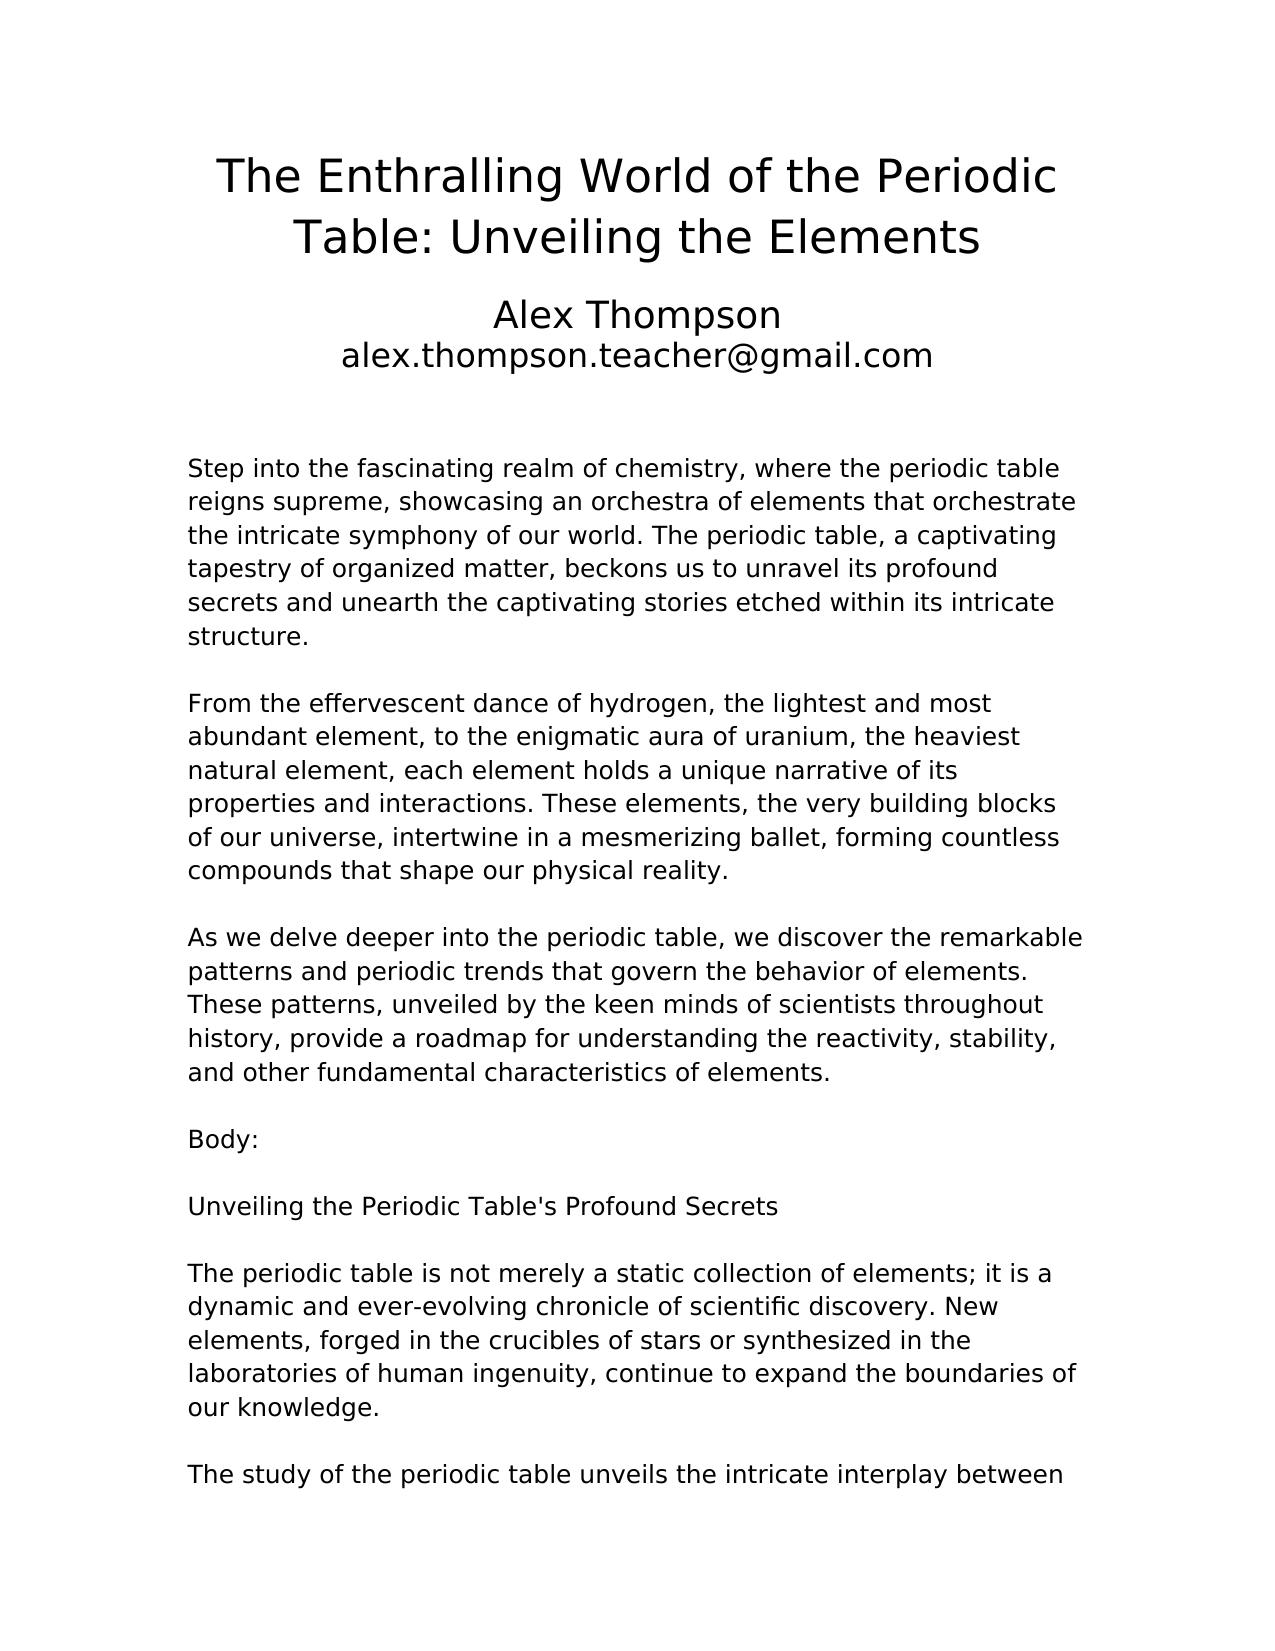 The Enthralling World of the Periodic
Table: Unveiling the Elements
Alex Thompson
alex.thompson.teacher@gmail.com
Step into the fascinating realm of chemistry, where the periodic table
reigns supreme, showcasing an orchestra of elements that orchestrate
the intricate symphony of our world. The periodic table, a captivating
tapestry of organized matter, beckons us to unravel its profound
secrets and unearth the captivating stories etched within its intricate
structure.
From the effervescent dance of hydrogen, the lightest and most
abundant element, to the enigmatic aura of uranium, the heaviest
natural element, each element holds a unique narrative of its
properties and interactions. These elements, the very building blocks
of our universe, intertwine in a mesmerizing ballet, forming countless
compounds that shape our physical reality.
As we delve deeper into the periodic table, we discover the remarkable
patterns and periodic trends that govern the behavior of elements.
These patterns, unveiled by the keen minds of scientists throughout
history, provide a roadmap for understanding the reactivity, stability,
and other fundamental characteristics of elements.
Body:
Unveiling the Periodic Table's Profound Secrets
The periodic table is not merely a static collection of elements; it is a
dynamic and ever-evolving chronicle of scientific discovery. New
elements, forged in the crucibles of stars or synthesized in the
laboratories of human ingenuity, continue to expand the boundaries of
our knowledge.
The study of the periodic table unveils the intricate interplay between